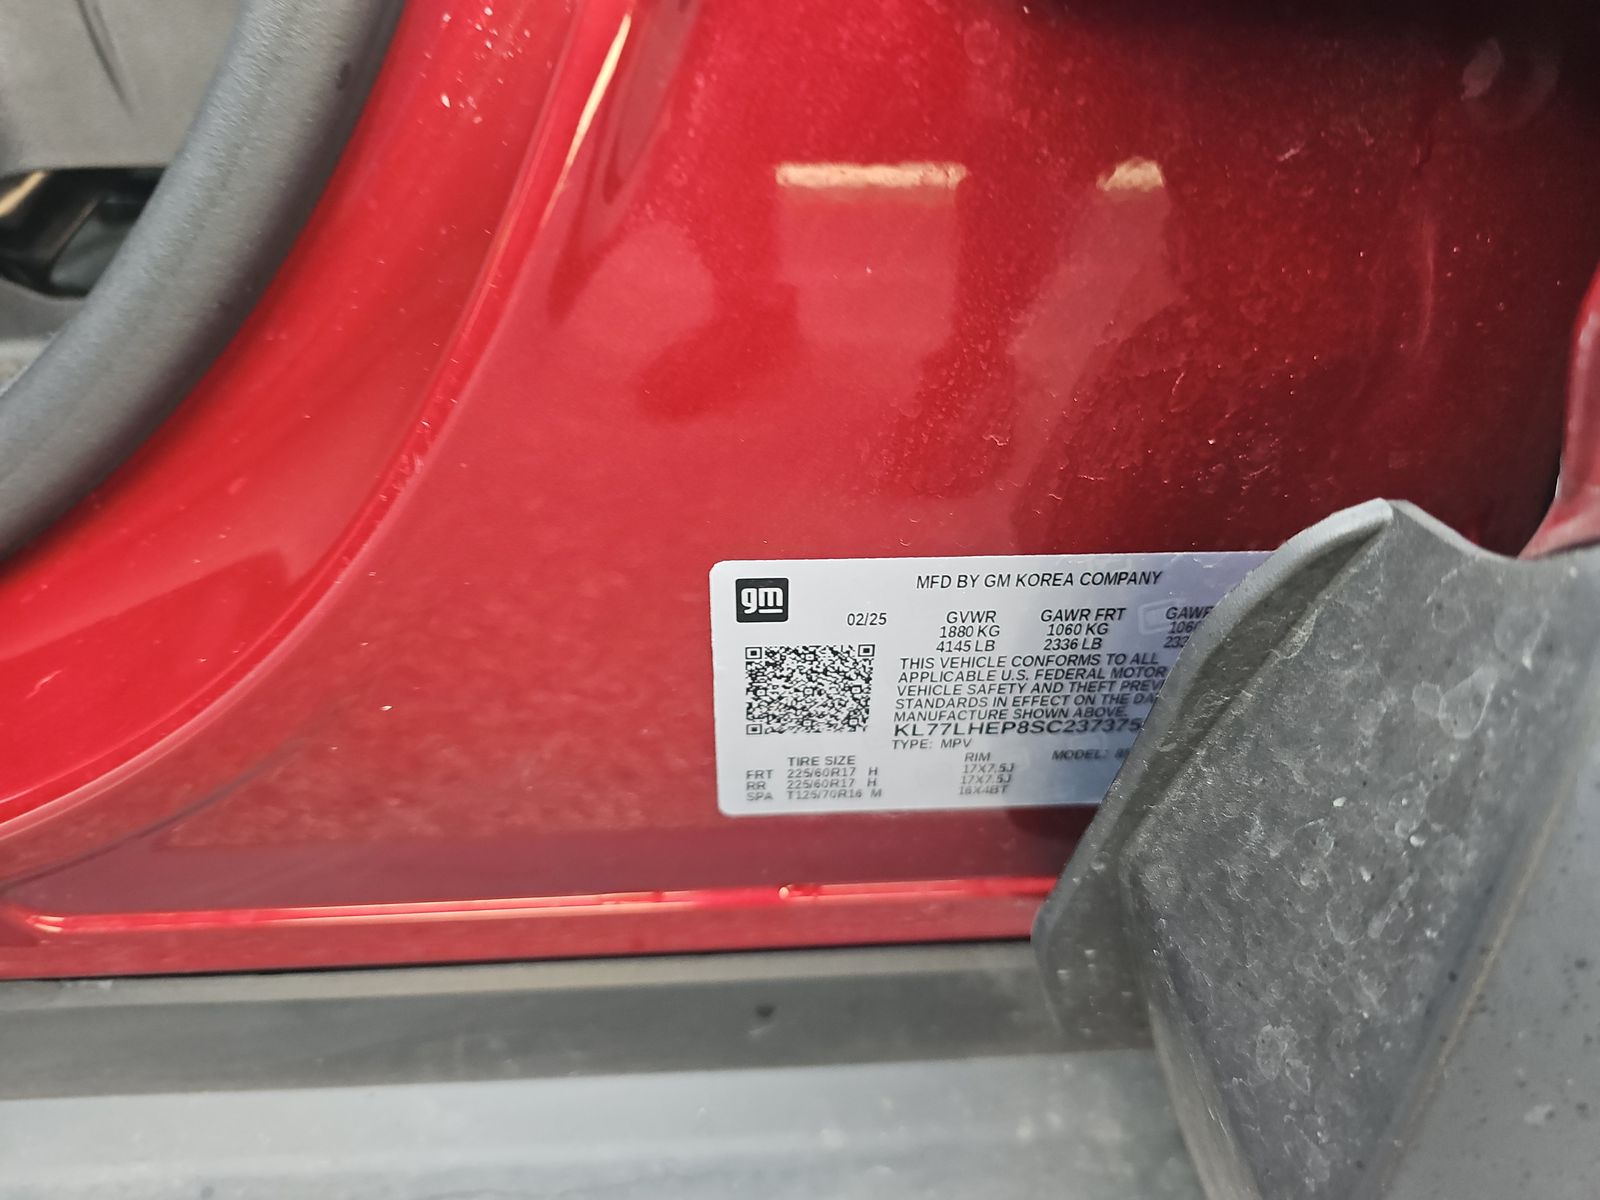 gm
MFD BY GM KOREA COMPANY
02/25 GVWR GAWR FRT GAWR
1880 KG 1060 KG 1060
4145 LB 2336 LB
THIS VEHICLE CONFORMS TO ALL
APPLICABLE U.S. FEDERAL MOTOR
VEHICLE SAFETY AND THEFT PREV
STANDARDS IN EFFECT ON THE DA
MANUFACTURE SHOWN ABOVE.
KL77LHEP8SC23737
TYPE: MPV MODEL:
TIRE SIZE RIM
FRT 225/60R17 H 17X7.5J
RR 225/60R17 H 17X7.5J
SPA T125/70R16 M 16X4BT